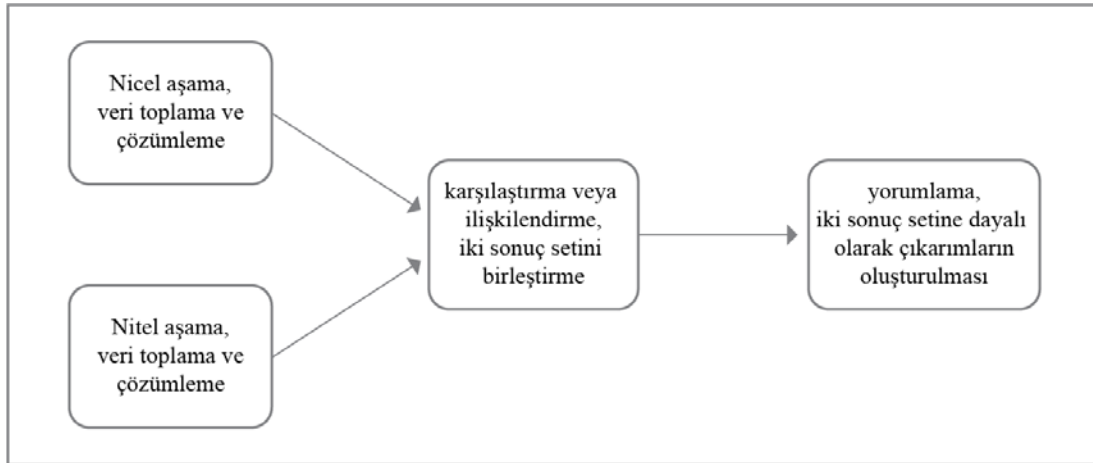 Nicel aşama,
veri toplama ve
çözümleme
Nitel aşama,
veri toplama ve
çözümleme
karşılaştırma veya
ilişkilendirme,
iki sonuç setini
birleştirme
yorumlama,
iki sonuç setine dayalı
olarak çıkarımların
oluşturulması